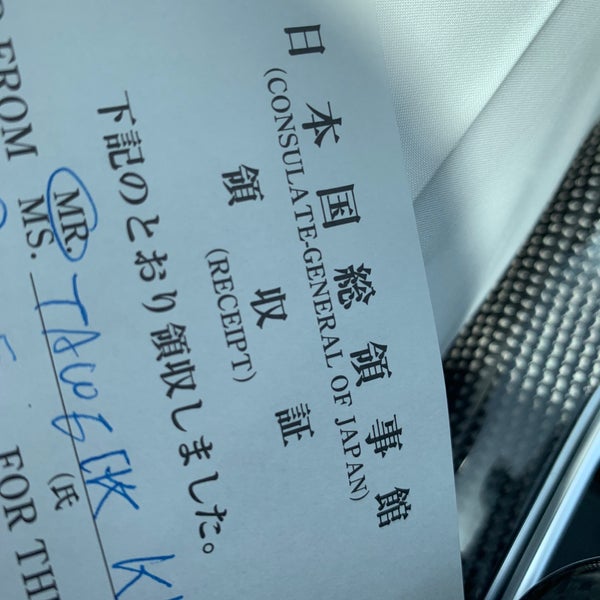 日本国総領事館
(CONSULATE-GENERAL OF JAPAN)
領収証
(RECEIPT)
下記のとおり領収しました。
FROM MR.
MS.
(氏
FOR THE